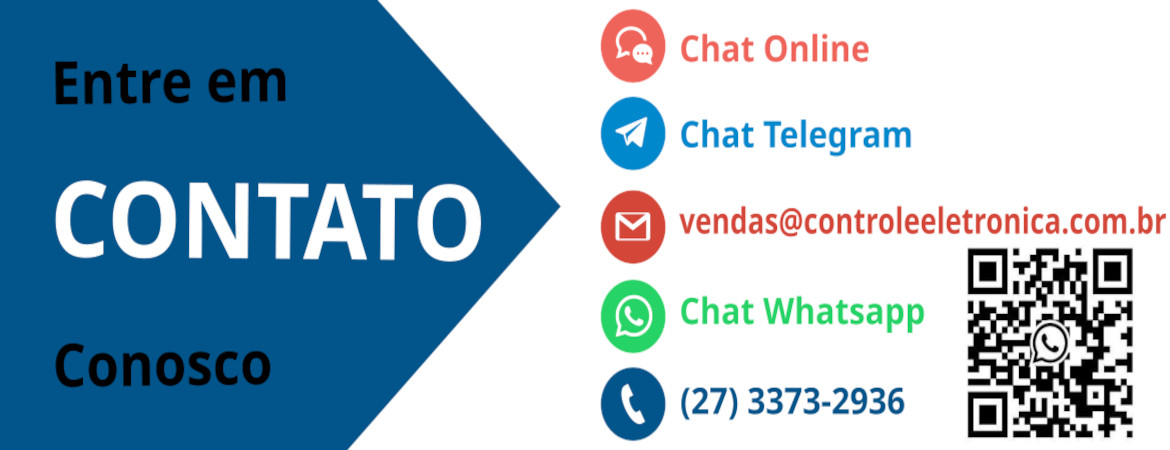 Entre em
CONTATO
Conosco
Chat Online
Chat Telegram
vendas@controleeletronica.com.br
Chat Whatsapp
(27) 3373-2936